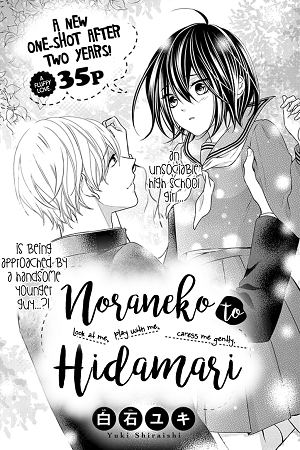 A NEW
ONE-SHOT AFTER
TWO YEARS!
A
FLUFFY
LOVE
35P
an
unsociable
high school
girl...
is being
approached by
a handsome
younger
guy...?!
Noraneko to
look at me, play with me, caress me gently.
Hidamari
白石ユキ
Yuki Shiraishi